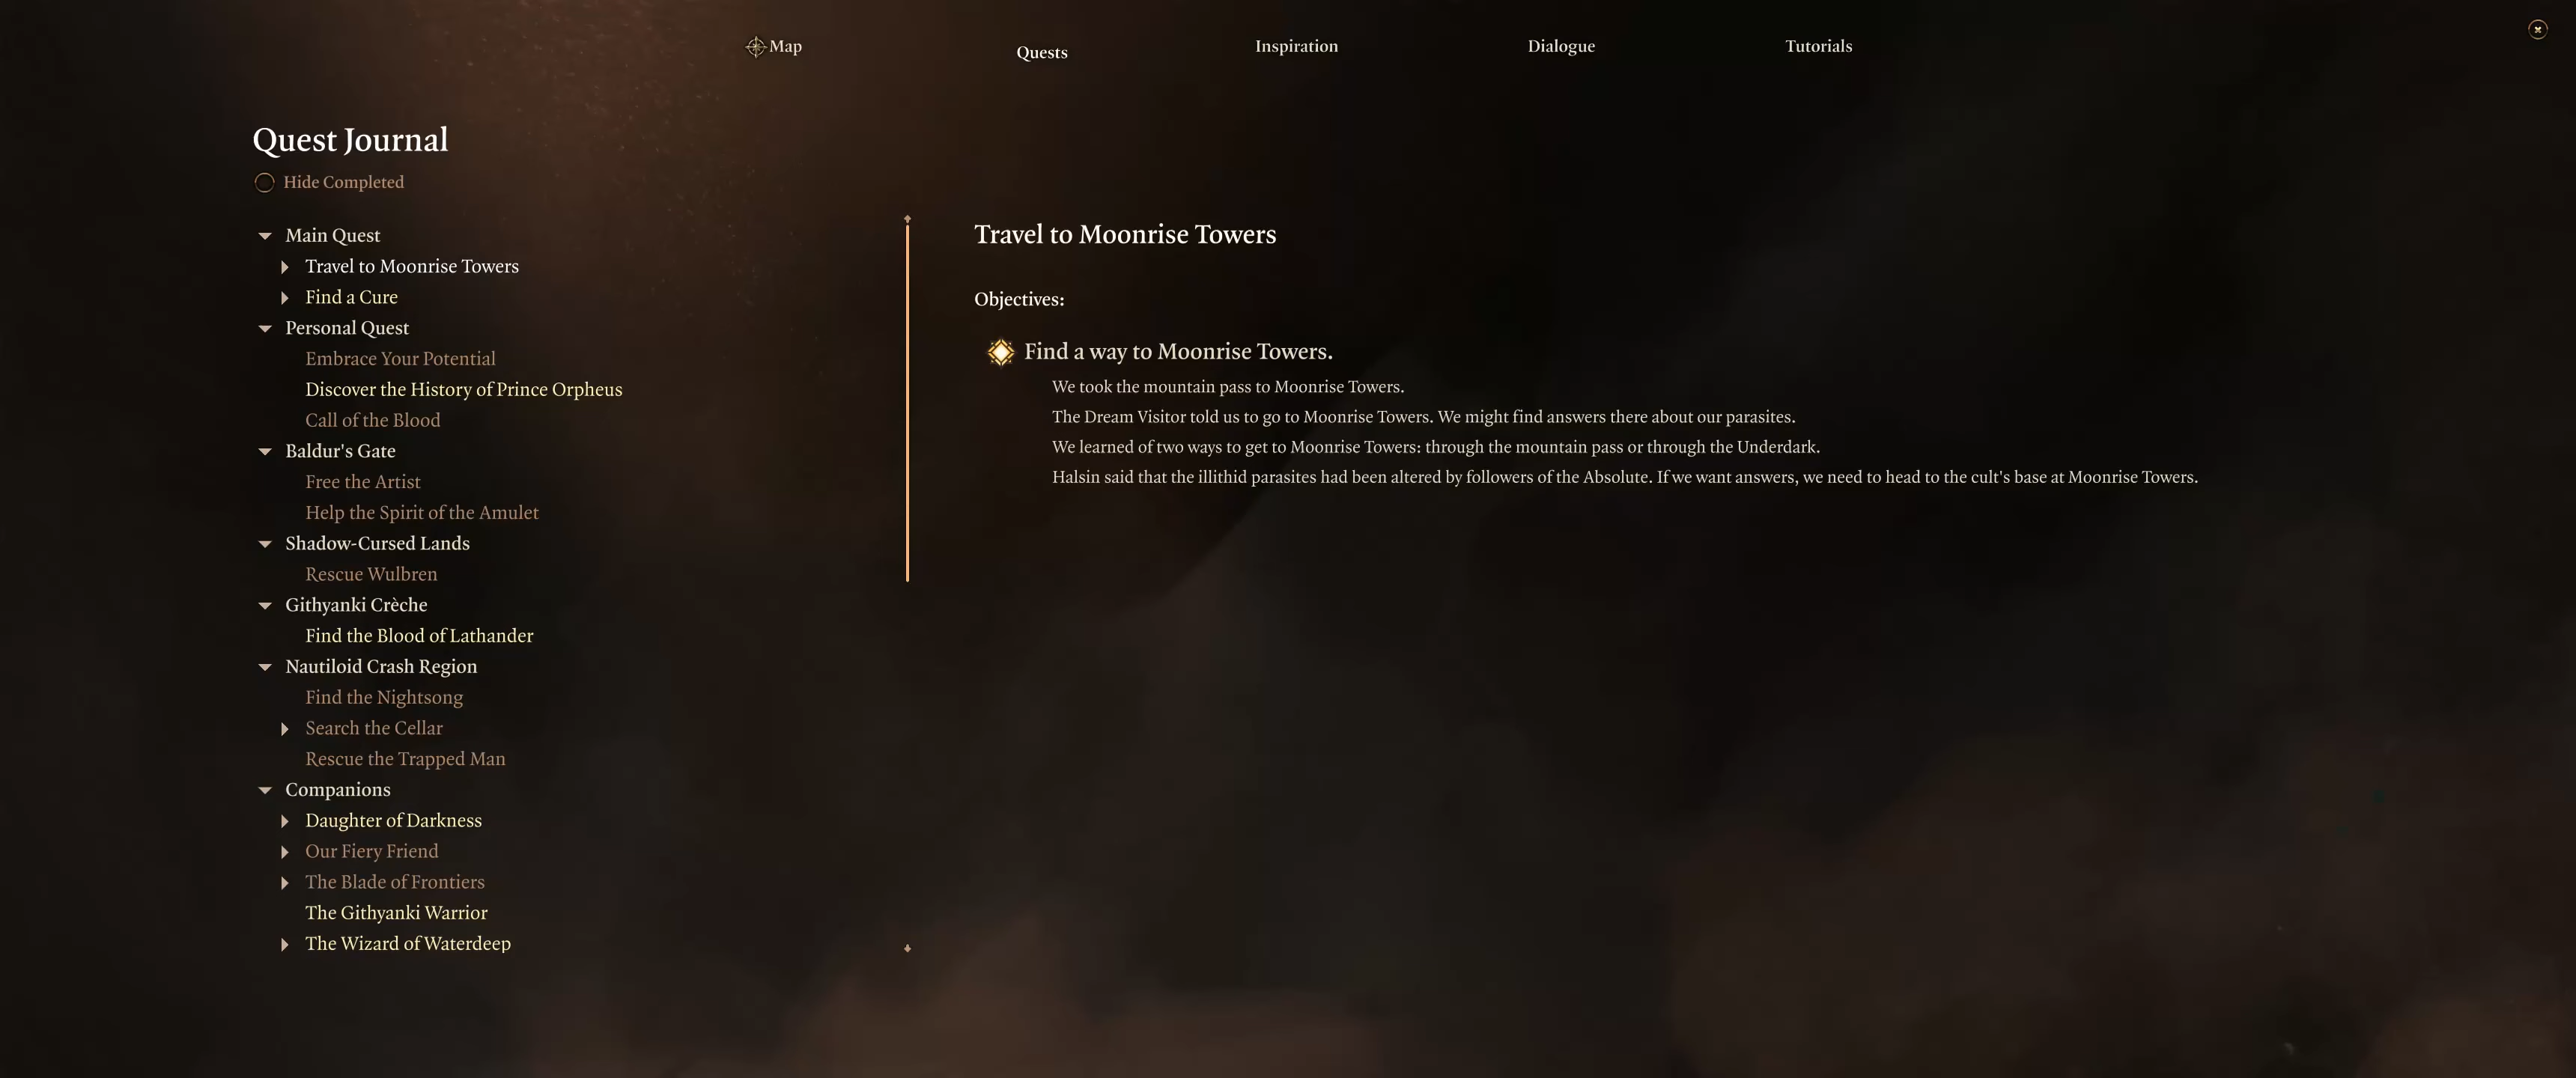 Map
Quests
Inspiration
Dialogue
Tutorials
Quest Journal
Hide Completed
Main Quest
Travel to Moonrise Towers
Find a Cure
Personal Quest
Embrace Your Potential
Discover the History of Prince Orpheus
Call of the Blood
Baldur's Gate
Free the Artist
Help the Spirit of the Amulet
Shadow-Cursed Lands
Rescue Wulbren
Githyanki Crèche
Find the Blood of Lathander
Nautiloid Crash Region
Find the Nightsong
Search the Cellar
Rescue the Trapped Man
Companions
Daughter of Darkness
Our Fiery Friend
The Blade of Frontiers
The Githyanki Warrior
The Wizard of Waterdeep
Travel to Moonrise Towers
Objectives:
Find a way to Moonrise Towers.
We took the mountain pass to Moonrise Towers.
The Dream Visitor told us to go to Moonrise Towers. We might find answers there about our parasites.
We learned of two ways to get to Moonrise Towers: through the mountain pass or through the Underdark.
Halsin said that the illithid parasites had been altered by followers of the Absolute. If we want answers, we need to head to the cult's base at Moonrise Towers.